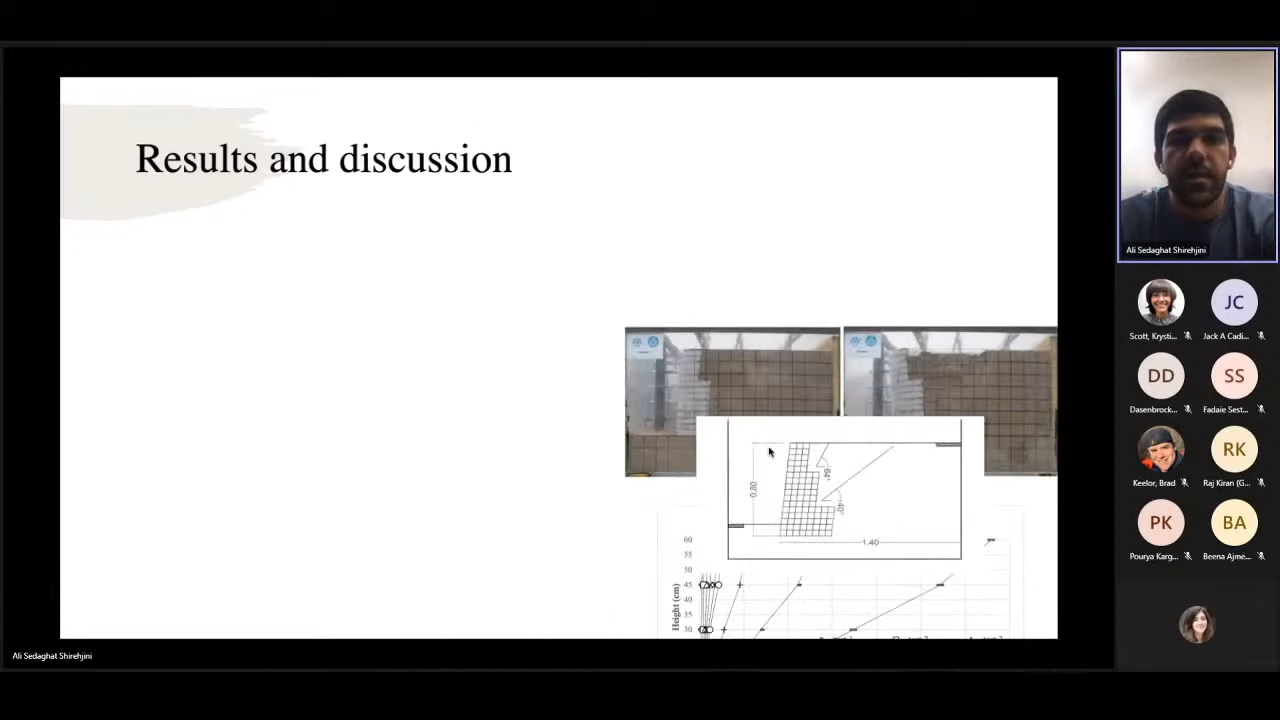 Results and discussion
0.80
64°
40°
1.40
Height (cm)
60
55
50
45
40
35
30
Ali Sedaghat Shirehjini
Scott, Krysti...
JC
Jack A Cadi...
DD
Dasenbrock...
SS
Fadaie Sest...
Keelor, Brad
RK
Raj Kiran (G...
PK
Pourya Karg...
BA
Beena Ajme...
Ali Sedaghat Shirehjini